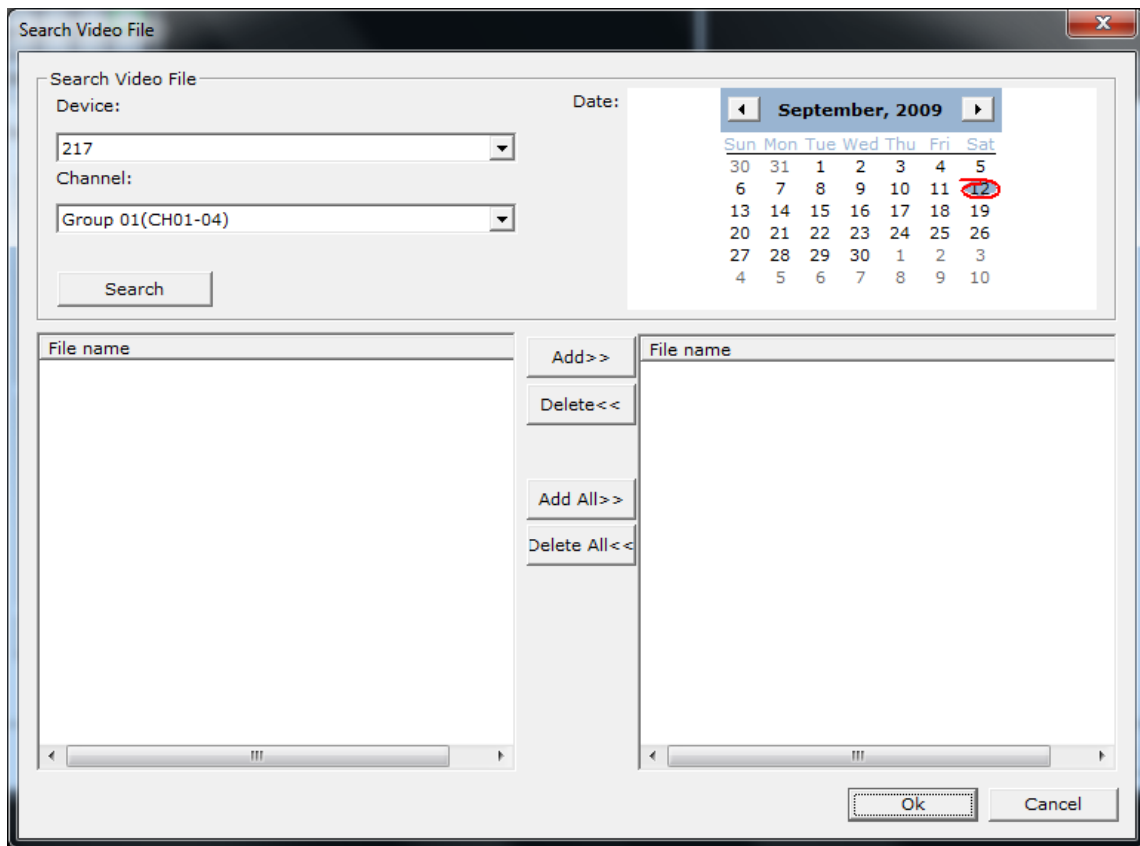 Search Video File
Search Video File
Device:
217
Channel:
Group 01(CH01-04)
Search
Date:
September, 2009
Sun Mon Tue Wed Thu Fri Sat
30 31 1 2 3 4 5
6 7 8 9 10 11 12
13 14 15 16 17 18 19
20 21 22 23 24 25 26
27 28 29 30 1 2 3
4 5 6 7 8 9 10
File name
Add>>
Delete<<
Add All>>
Delete All<<
File name
Ok
Cancel